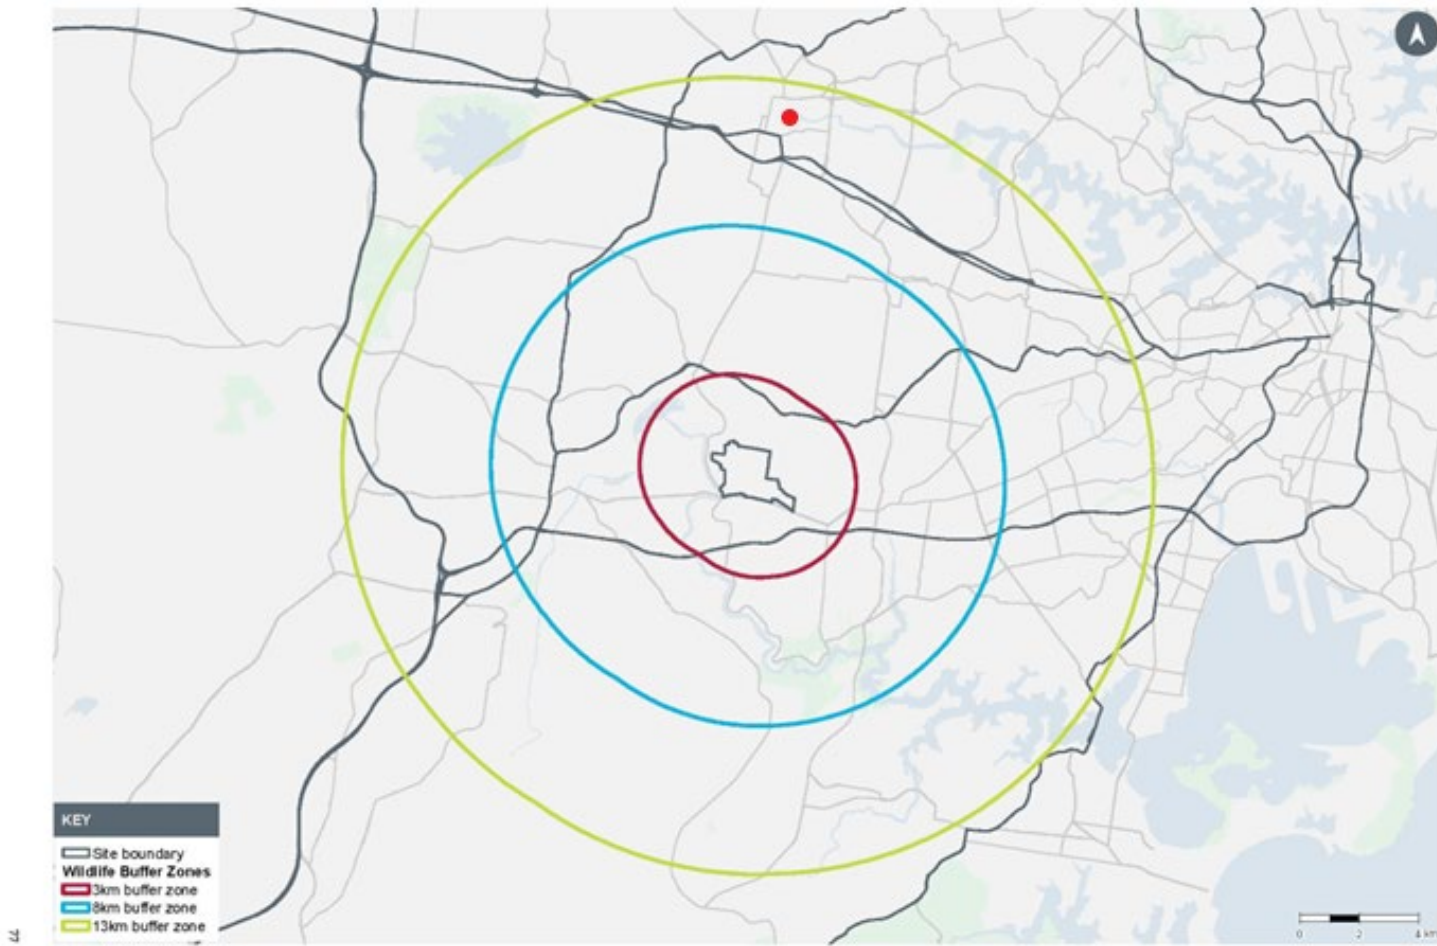 KEY
Site boundary
Wildlife Buffer Zones
3km buffer zone
8km buffer zone
13km buffer zone
0 2 4 km
77